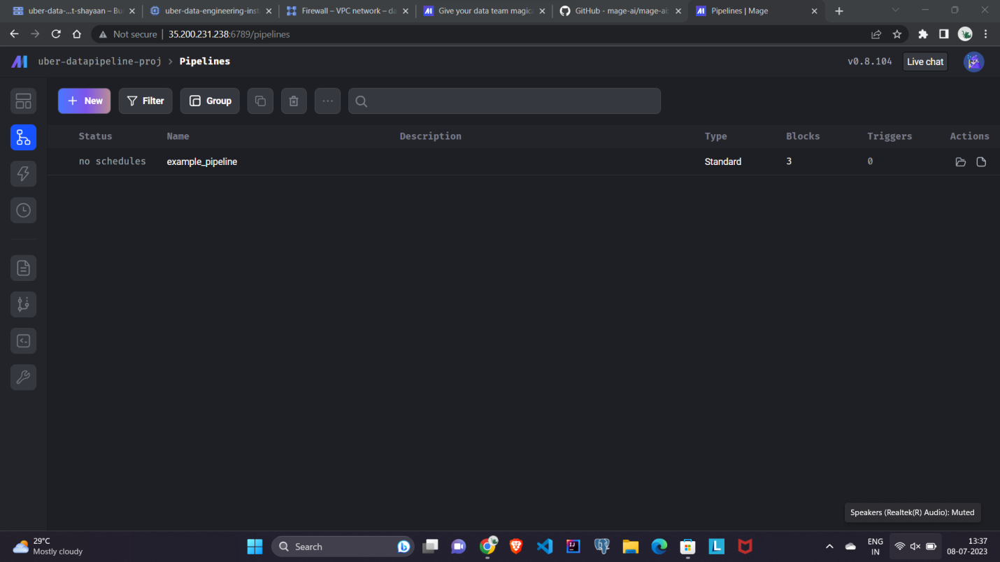 uber-data-...t-shayaan – Bu
uber-data-engineering-inst
Firewall – VPC network – da
Give your data team magica
GitHub - mage-ai/mage-ai:
Pipelines | Mage
Not secure | 35.200.231.238:6789/pipelines
uber-datapipeline-proj > Pipelines
v0.8.104
Live chat
+ New
Filter
Group
...
Status Name Description Type Blocks Triggers Actions
no schedules example_pipeline Standard 3 0
Speakers (Realtek(R) Audio): Muted
29°C
Mostly cloudy
Search
ENG
IN
13:37
08-07-2023